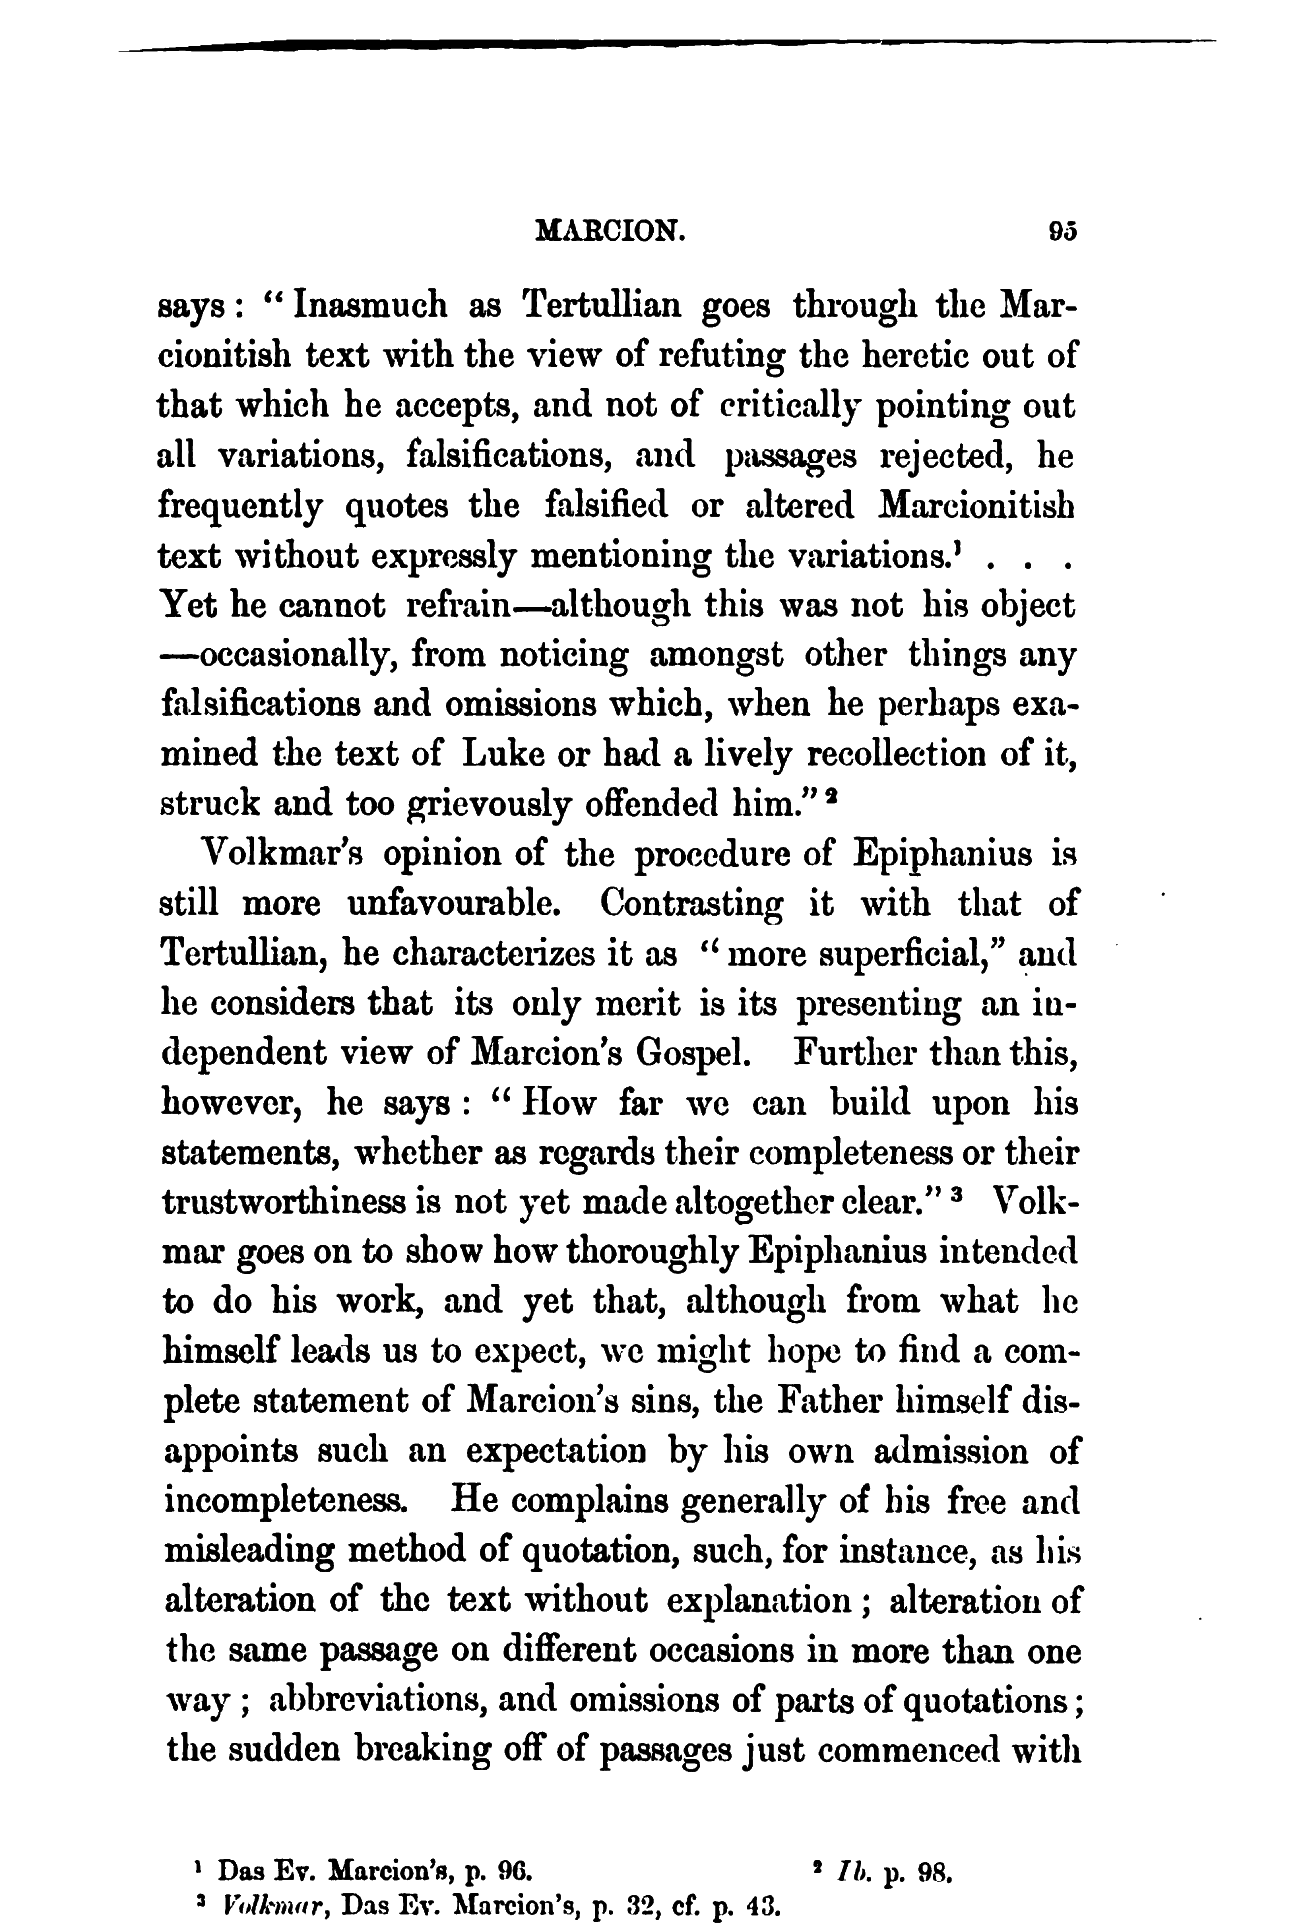 MARCION. 95
says : “ Inasmuch as Tertullian goes through the Mar-
cionitish text with the view of refuting the heretic out of
that which he accepts, and not of critically pointing out
all variations, falsifications, and passages rejected, he
frequently quotes the falsified or altered Marcionitish
text without expressly mentioning the variations.¹ . . .
Yet he cannot refrain—although this was not his object
—occasionally, from noticing amongst other things any
falsifications and omissions which, when he perhaps exa-
mined the text of Luke or had a lively recollection of it,
struck and too grievously offended him.” ²
Volkmar’s opinion of the procedure of Epiphanius is
still more unfavourable. Contrasting it with that of
Tertullian, he characterizes it as “ more superficial,” and
he considers that its only merit is its presenting an in-
dependent view of Marcion’s Gospel. Further than this,
however, he says : “ How far we can build upon his
statements, whether as regards their completeness or their
trustworthiness is not yet made altogether clear.” ³ Volk-
mar goes on to show how thoroughly Epiphanius intended
to do his work, and yet that, although from what he
himself leads us to expect, we might hope to find a com-
plete statement of Marcion’s sins, the Father himself dis-
appoints such an expectation by his own admission of
incompleteness. He complains generally of his free and
misleading method of quotation, such, for instance, as his
alteration of the text without explanation ; alteration of
the same passage on different occasions in more than one
way ; abbreviations, and omissions of parts of quotations ;
the sudden breaking off of passages just commenced with
¹ Das Ev. Marcion’s, p. 96. ² Ib. p. 98.
³ Volkmar, Das Ev. Marcion’s, p. 32, cf. p. 43.